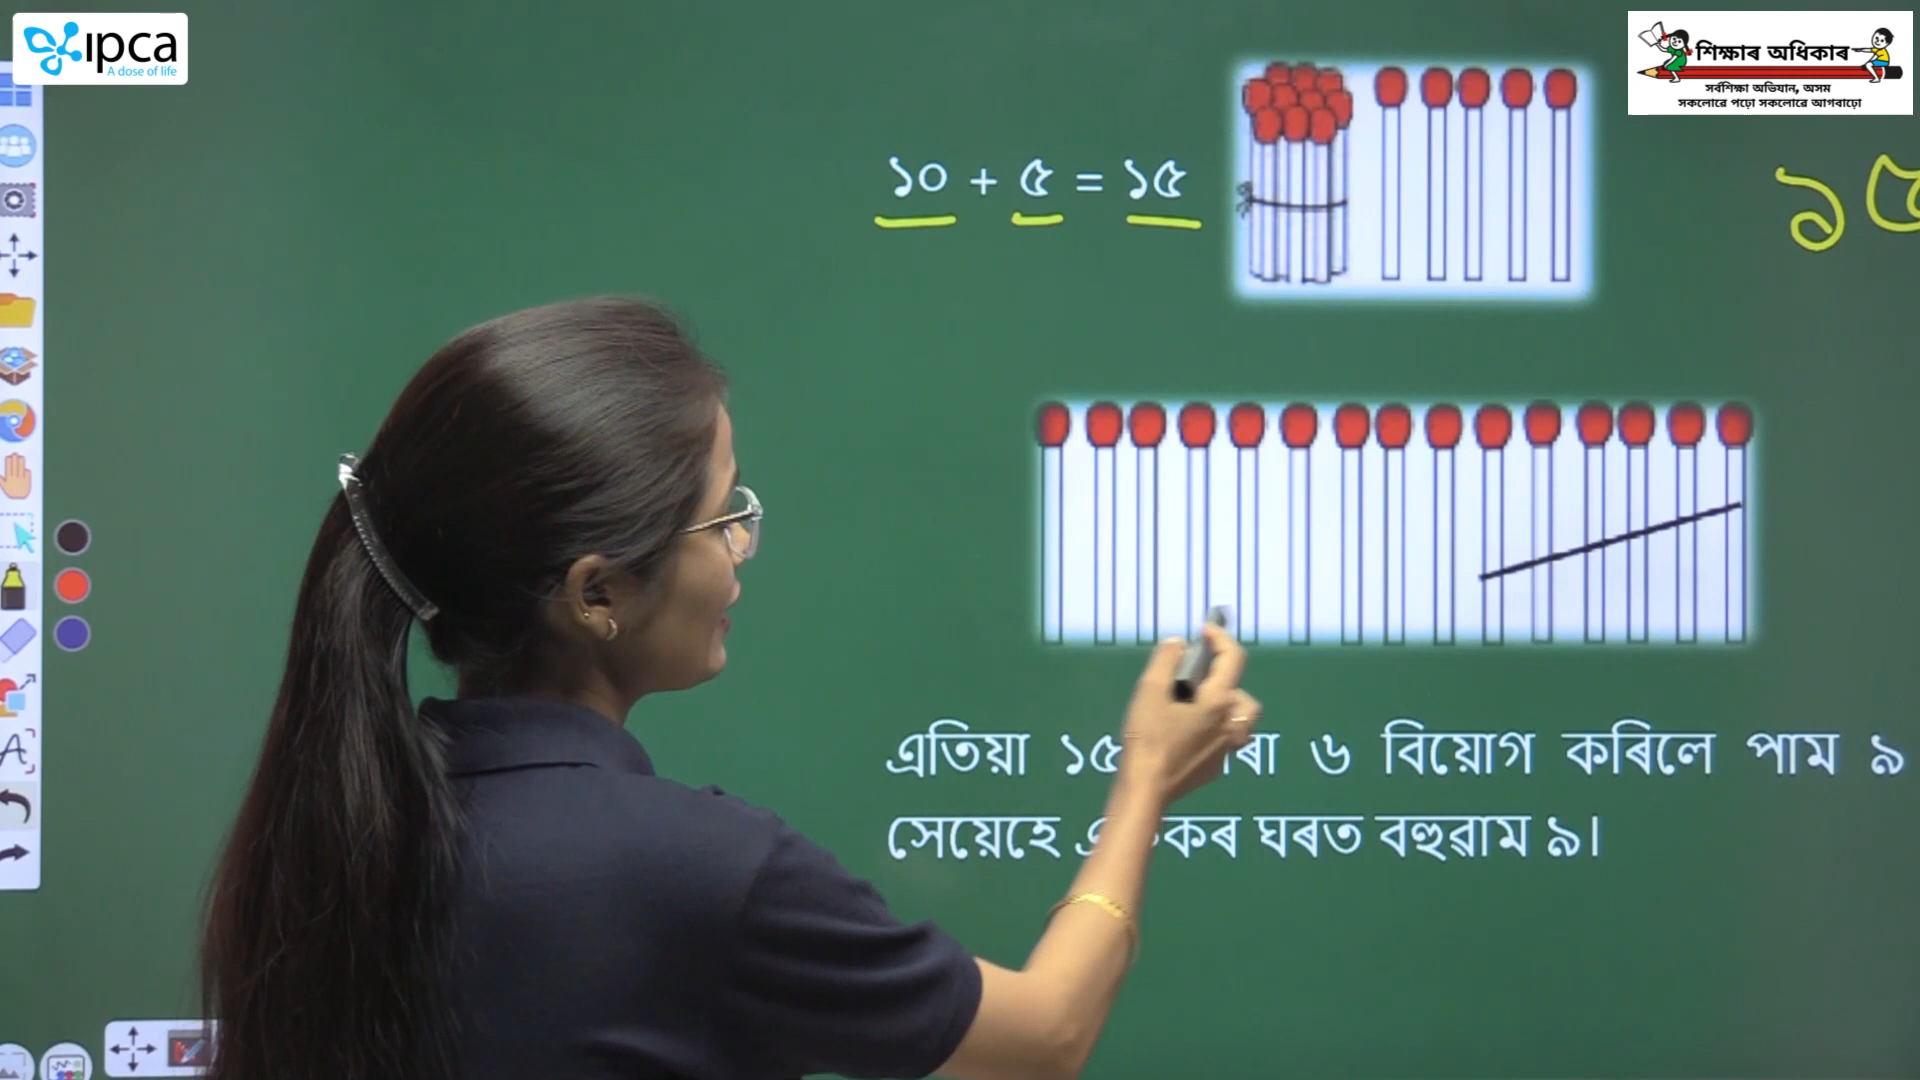 ipca
A dose of life
শিক্ষাৰ অধিকাৰ
সৰ্বশিক্ষা অভিযান, অসম
সকলোৱে পঢ়ো সকলোৱে আগবাঢ়ো
১০ + ৫ = ১৫
১৫
এতিয়া ১৫ ৬ বিয়োগ কৰিলে পাম ৯
সেয়েহে ঘৰত বহুৱাম ৯।